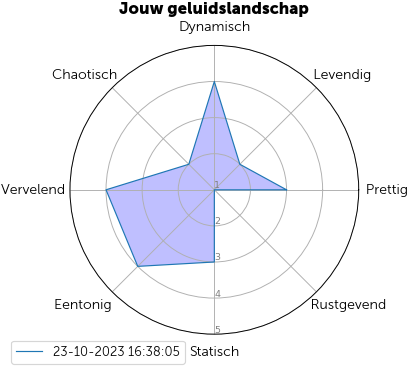 Jouw geluidslandschap
Dynamisch
Chaotisch
Levendig
Vervelend
1
Prettig
2
3
4
Eentonig
Rustgevend
5
23-10-2023 16:38:05
Statisch